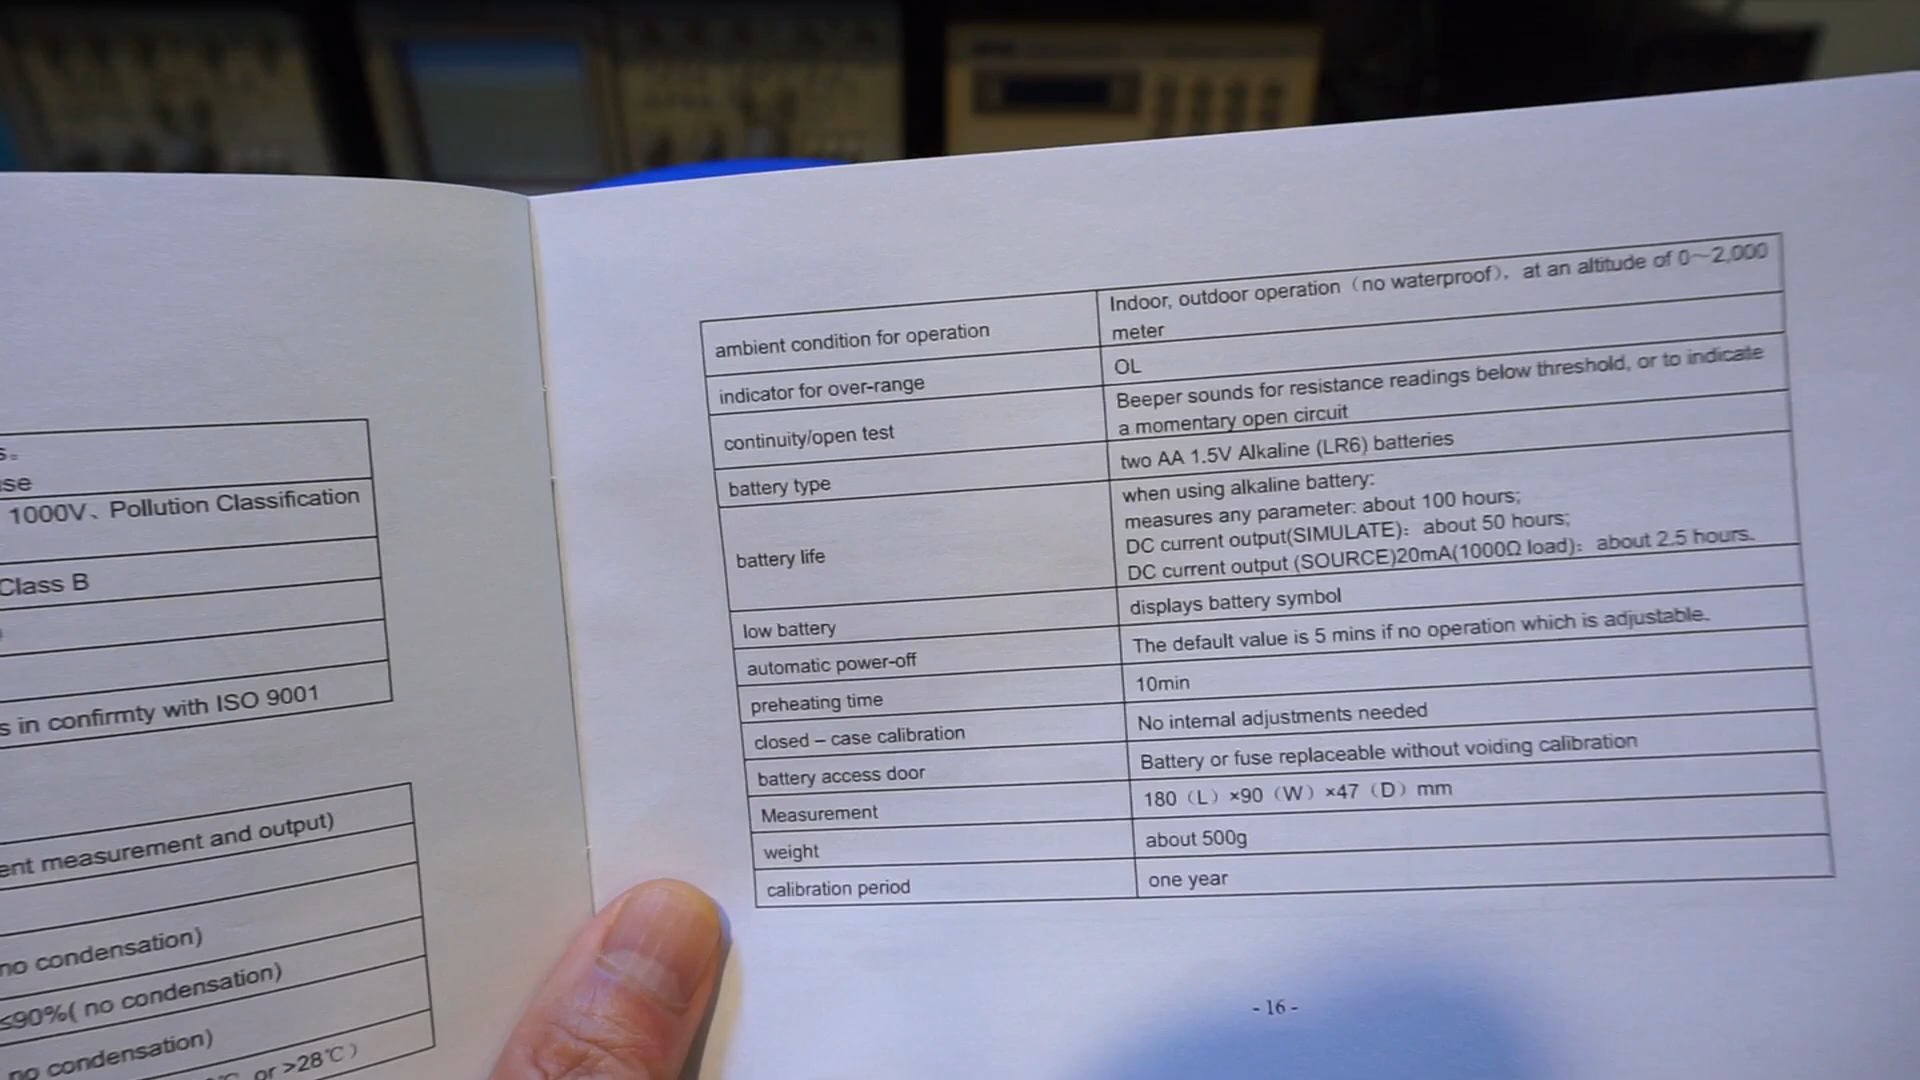 se
1000V、Pollution Classification
Class B
s in confirmty with ISO 9001
ent measurement and output)
no condensation)
≤90%( no condensation)
no condensation)
or >28℃）
ambient condition for operation
Indoor, outdoor operation（no waterproof），at an altitude of 0～2,000
meter
indicator for over-range
OL
continuity/open test
Beeper sounds for resistance readings below threshold, or to indicate
a momentary open circuit
battery type
two AA 1.5V Alkaline (LR6) batteries
battery life
when using alkaline battery:
measures any parameter: about 100 hours;
DC current output(SIMULATE)：about 50 hours;
DC current output (SOURCE)20mA(1000Ω load)：about 2.5 hours.
low battery
displays battery symbol
automatic power-off
The default value is 5 mins if no operation which is adjustable.
preheating time
10min
closed – case calibration
No internal adjustments needed
battery access door
Battery or fuse replaceable without voiding calibration
Measurement
180（L）×90（W）×47（D）mm
weight
about 500g
calibration period
one year
- 16 -